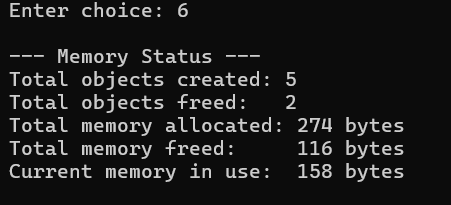 Enter choice: 6
--- Memory Status ---
Total objects created: 5
Total objects freed:   2
Total memory allocated: 274 bytes
Total memory freed:     116 bytes
Current memory in use:  158 bytes